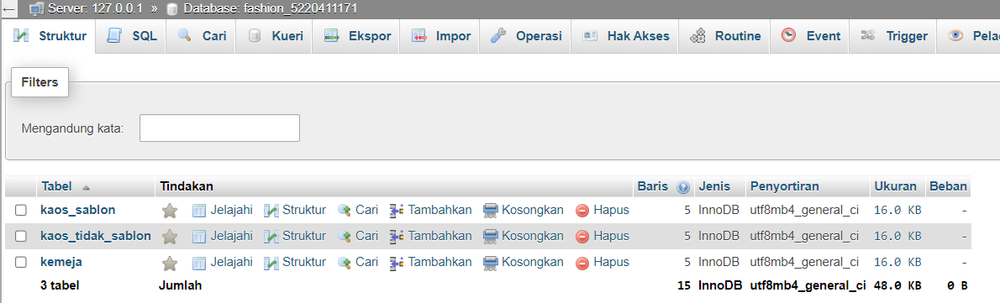 Server: 127.0.0.1 » Database: fashion_5220411171
Struktur SQL Cari Kueri Ekspor Impor Operasi Hak Akses Routine Event Trigger
Filters
Mengandung kata:
Tabel Tindakan Baris Jenis Penyortiran Ukuran Beban
kaos_sablon Jelajahi Struktur Cari Tambahkan Kosongkan Hapus 5 InnoDB utf8mb4_general_ci 16.0 KB -
kaos_tidak_sablon Jelajahi Struktur Cari Tambahkan Kosongkan Hapus 5 InnoDB utf8mb4_general_ci 16.0 KB -
kemeja Jelajahi Struktur Cari Tambahkan Kosongkan Hapus 5 InnoDB utf8mb4_general_ci 16.0 KB -
3 tabel Jumlah 15 InnoDB utf8mb4_general_ci 48.0 KB 0 B